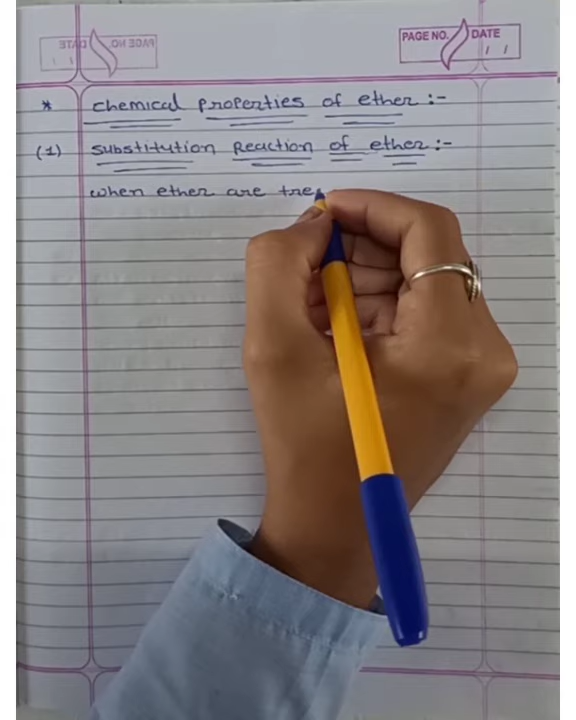 PAGE NO. DATE
/ /
* Chemical Properties of ether :-
(1) substitution Reaction of ether :-
when ether are tre